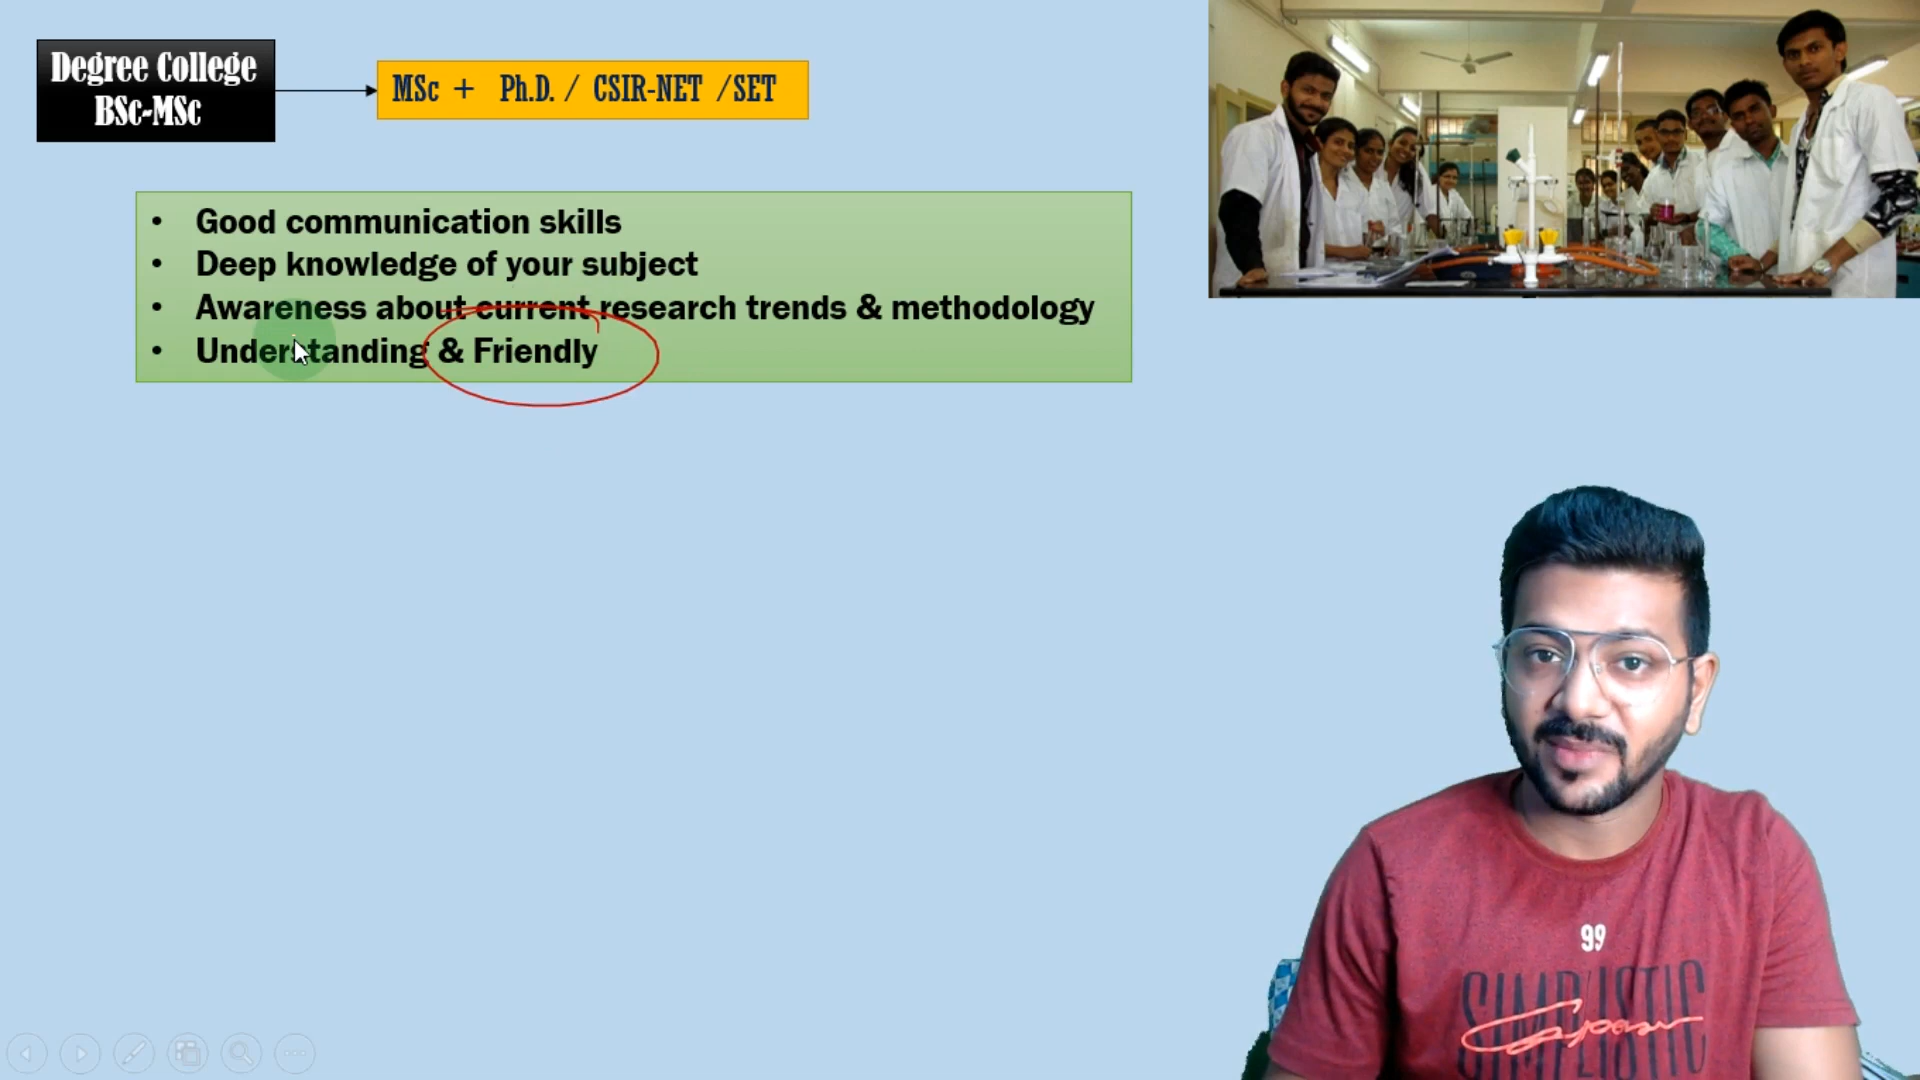 Degree College
BSc-MSc
MSc + Ph.D. / CSIR-NET /SET
• Good communication skills
• Deep knowledge of your subject
• Awareness about current research trends & methodology
• Understanding & Friendly
99
SIMPLISTIC